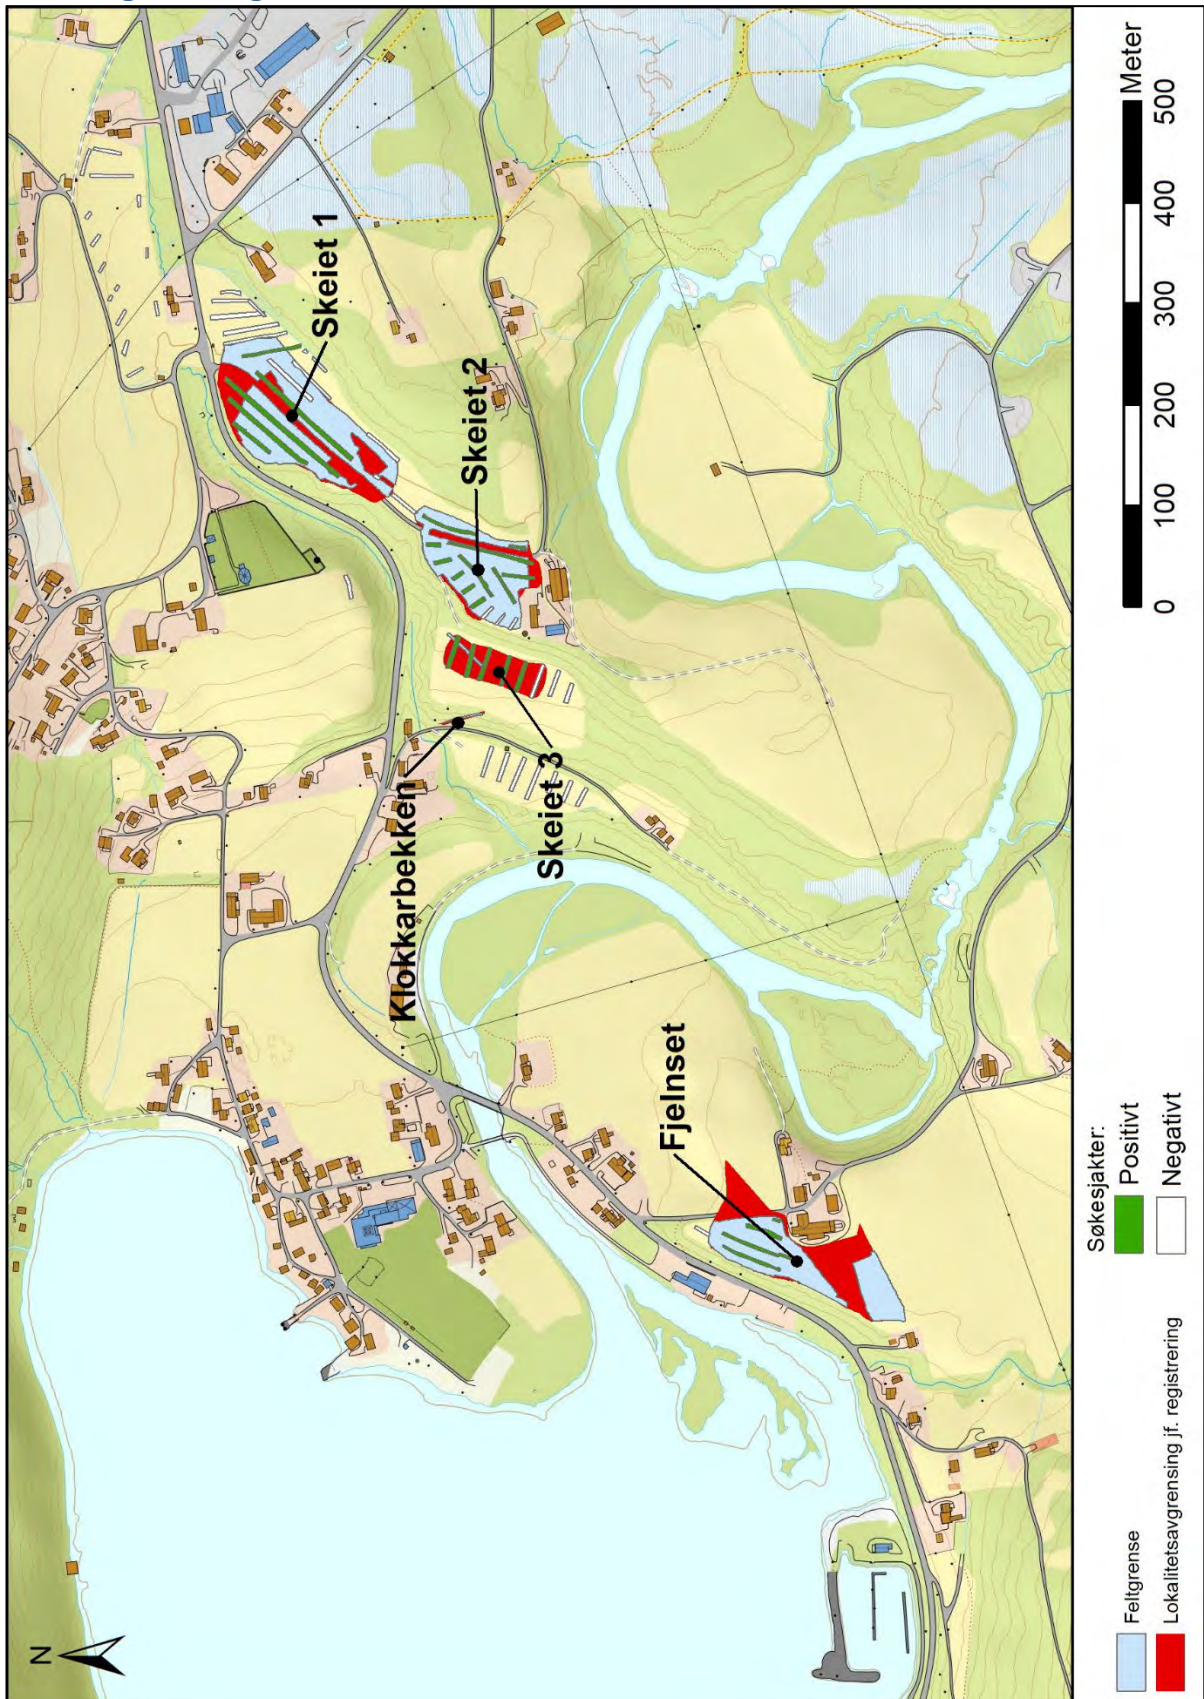 N
Klokkarbekken
Skeiet 1
Skeiet 2
Skeiet 3
Fjelnset
Feltgrense
Lokalitetsavgrensing jf. registrering
Søkesjakter:
Positivt
Negativt
0 100 200 300 400 500
Meter